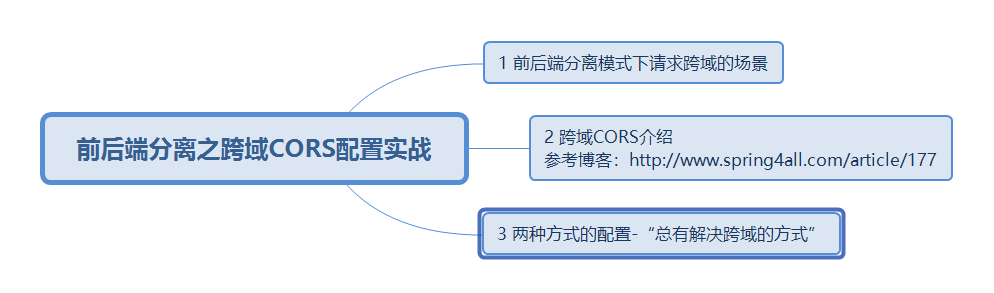 1 前后端分离模式下请求跨域的场景
前后端分离之跨域CORS配置实战
2 跨域CORS介绍
参考博客：http://www.spring4all.com/article/177
3 两种方式的配置-“总有解决跨域的方式”